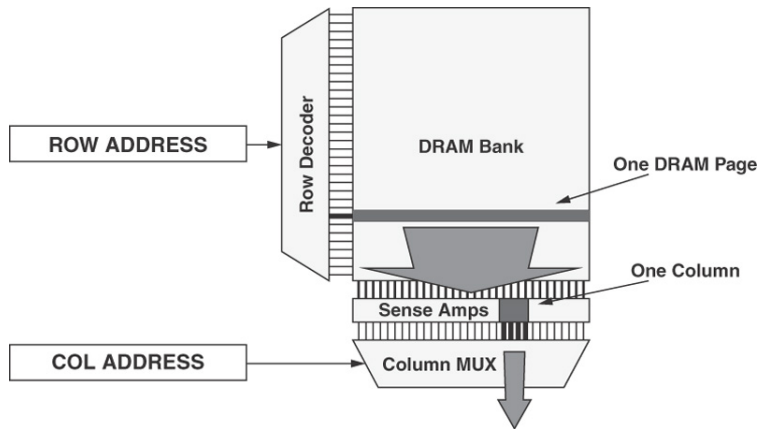 ROW ADDRESS
Row Decoder
DRAM Bank
One DRAM Page
One Column
Sense Amps
COL ADDRESS
Column MUX